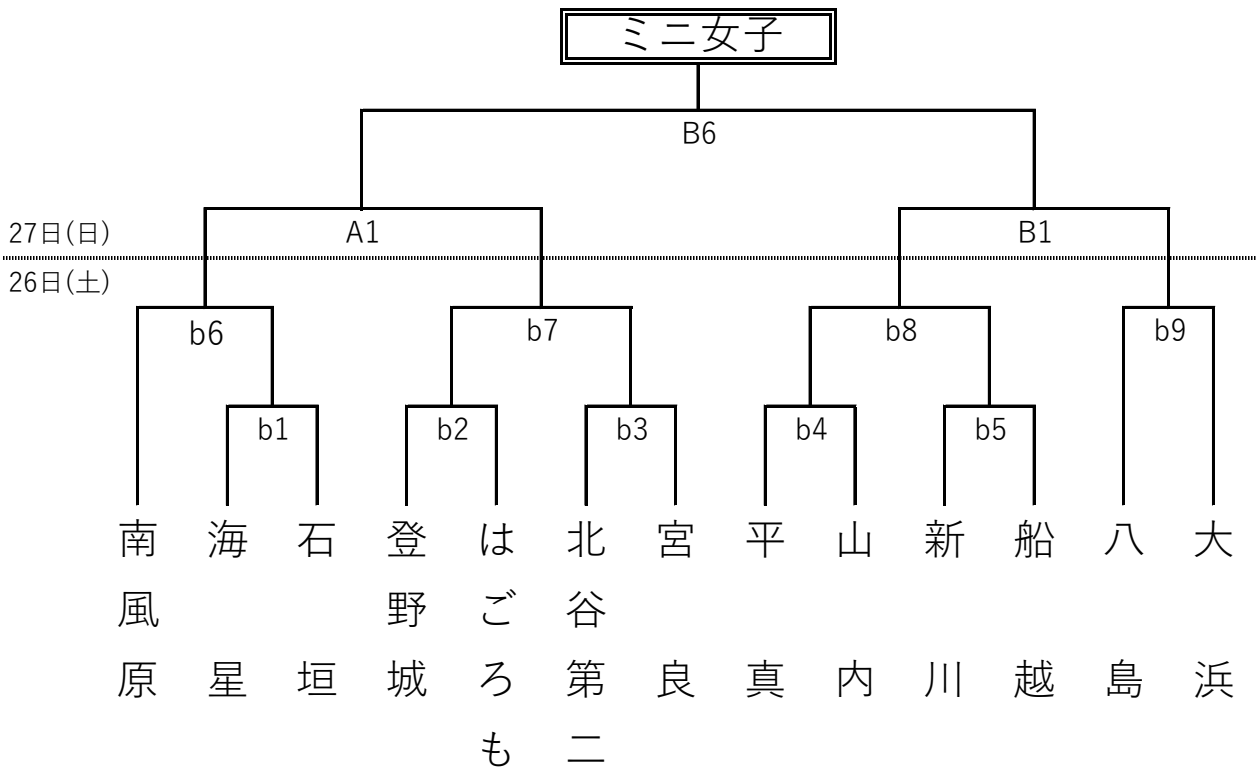 ミニ女子
B6
27日(日)
A1
B1
26日(土)
b6
b7
b8
b9
b1
b2
b3
b4
b5
南風原
海星
石垣
登野城
はごろも
北谷第二
宮良
平真
山内
新川
船越
八島
大浜